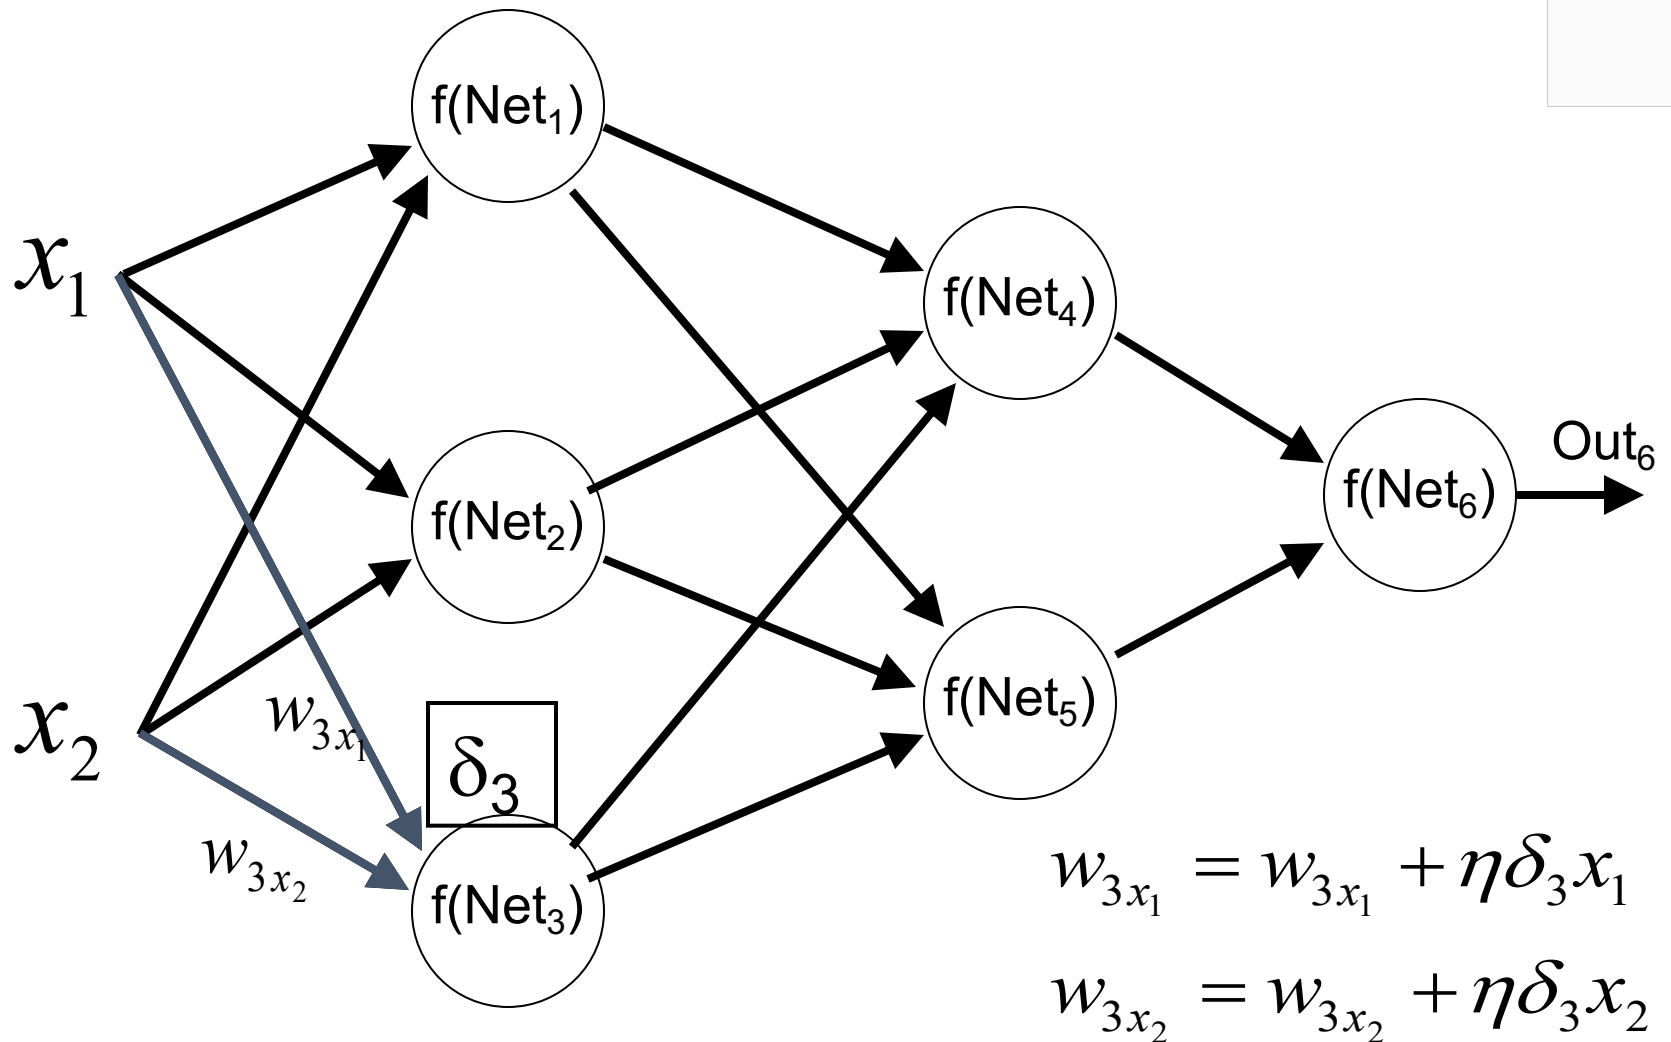 f(Net₁)
x₁
f(Net₄)
Out₆
f(Net₆)
f(Net₂)
x₂
w₃ₓ₁
δ₃
f(Net₅)
w₃ₓ₂
f(Net₃)
w₃ₓ₁ = w₃ₓ₁ + ηδ₃x₁
w₃ₓ₂ = w₃ₓ₂ + ηδ₃x₂